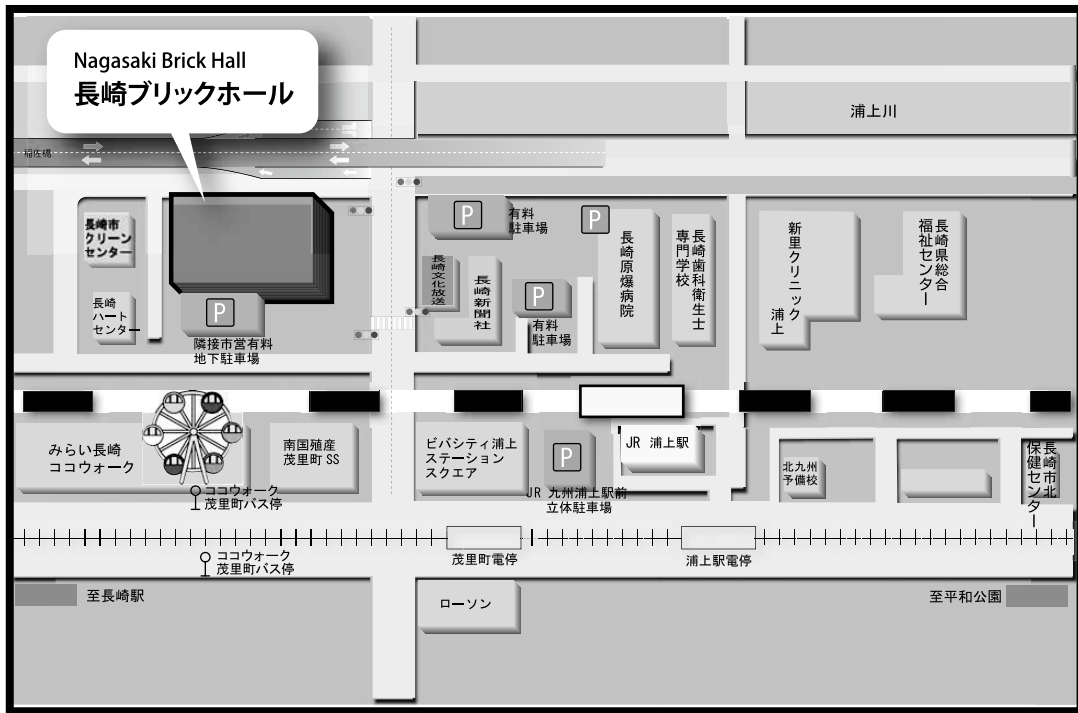 Nagasaki Brick Hall
長崎ブリックホール
浦上川
稲佐橋
長崎市
クリーン
センター
長崎
ハート
センター
P
隣接市営有料
地下駐車場
P
有料
駐車場
P
長崎文化放送
長崎新聞社
P
有料
駐車場
長崎原爆病院
長崎歯科衛生士
専門学校
新里クリニック
浦上
長崎県総合
福祉センター
みらい長崎
ココウォーク
南国殖産
茂里町 SS
ビバシティ浦上
ステーション
スクエア
P
JR 九州浦上駅前
立体駐車場
JR 浦上駅
北九州
予備校
長崎市北
保健センター
ココウォーク
茂里町バス停
ココウォーク
茂里町バス停
茂里町電停
浦上駅電停
至長崎駅
ローソン
至平和公園